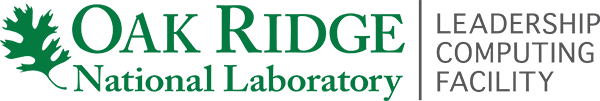 OAK RIDGE
National Laboratory
LEADERSHIP
COMPUTING
FACILITY